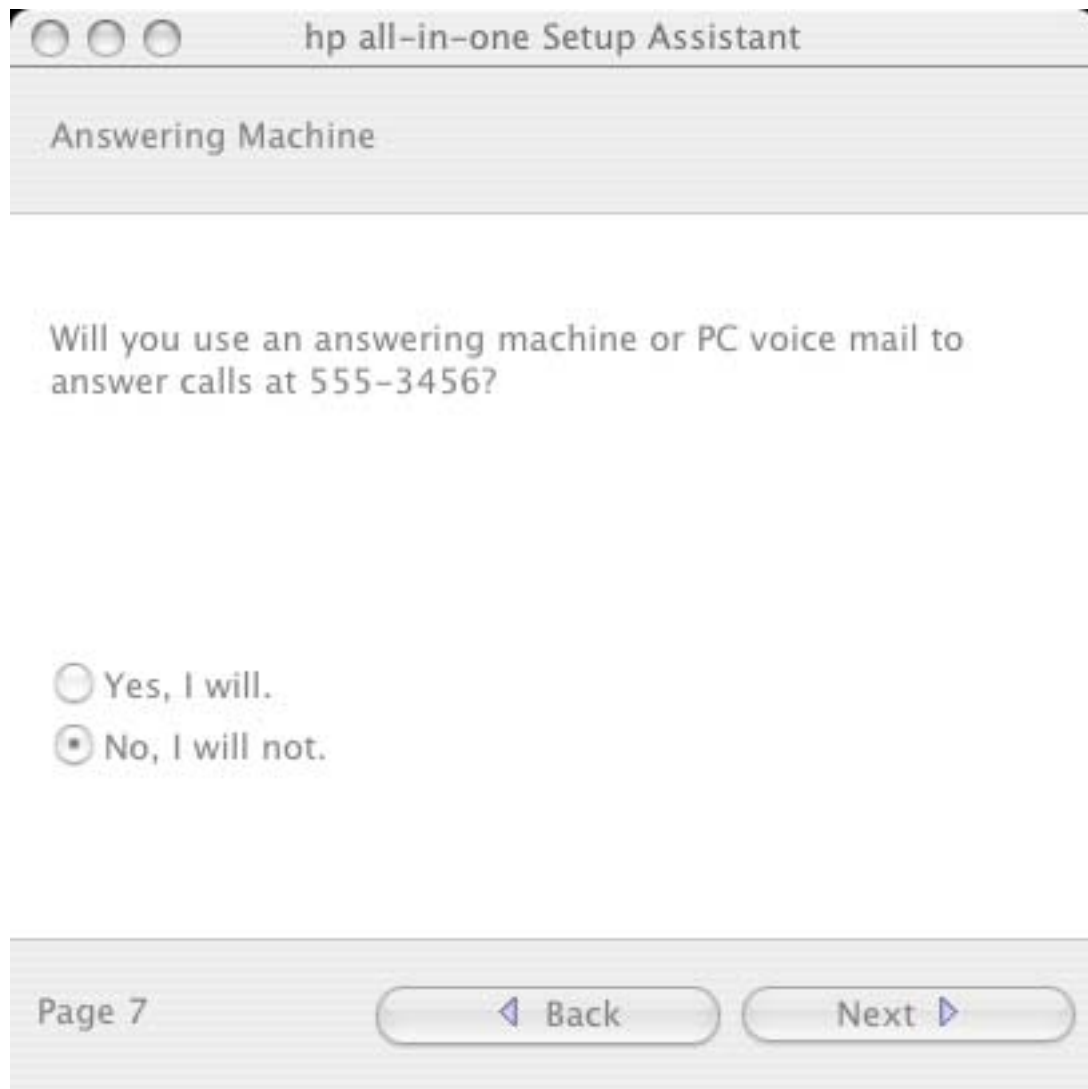 hp all-in-one Setup Assistant
Answering Machine
Will you use an answering machine or PC voice mail to
answer calls at 555-3456?
Yes, I will.
No, I will not.
Page 7
Back
Next